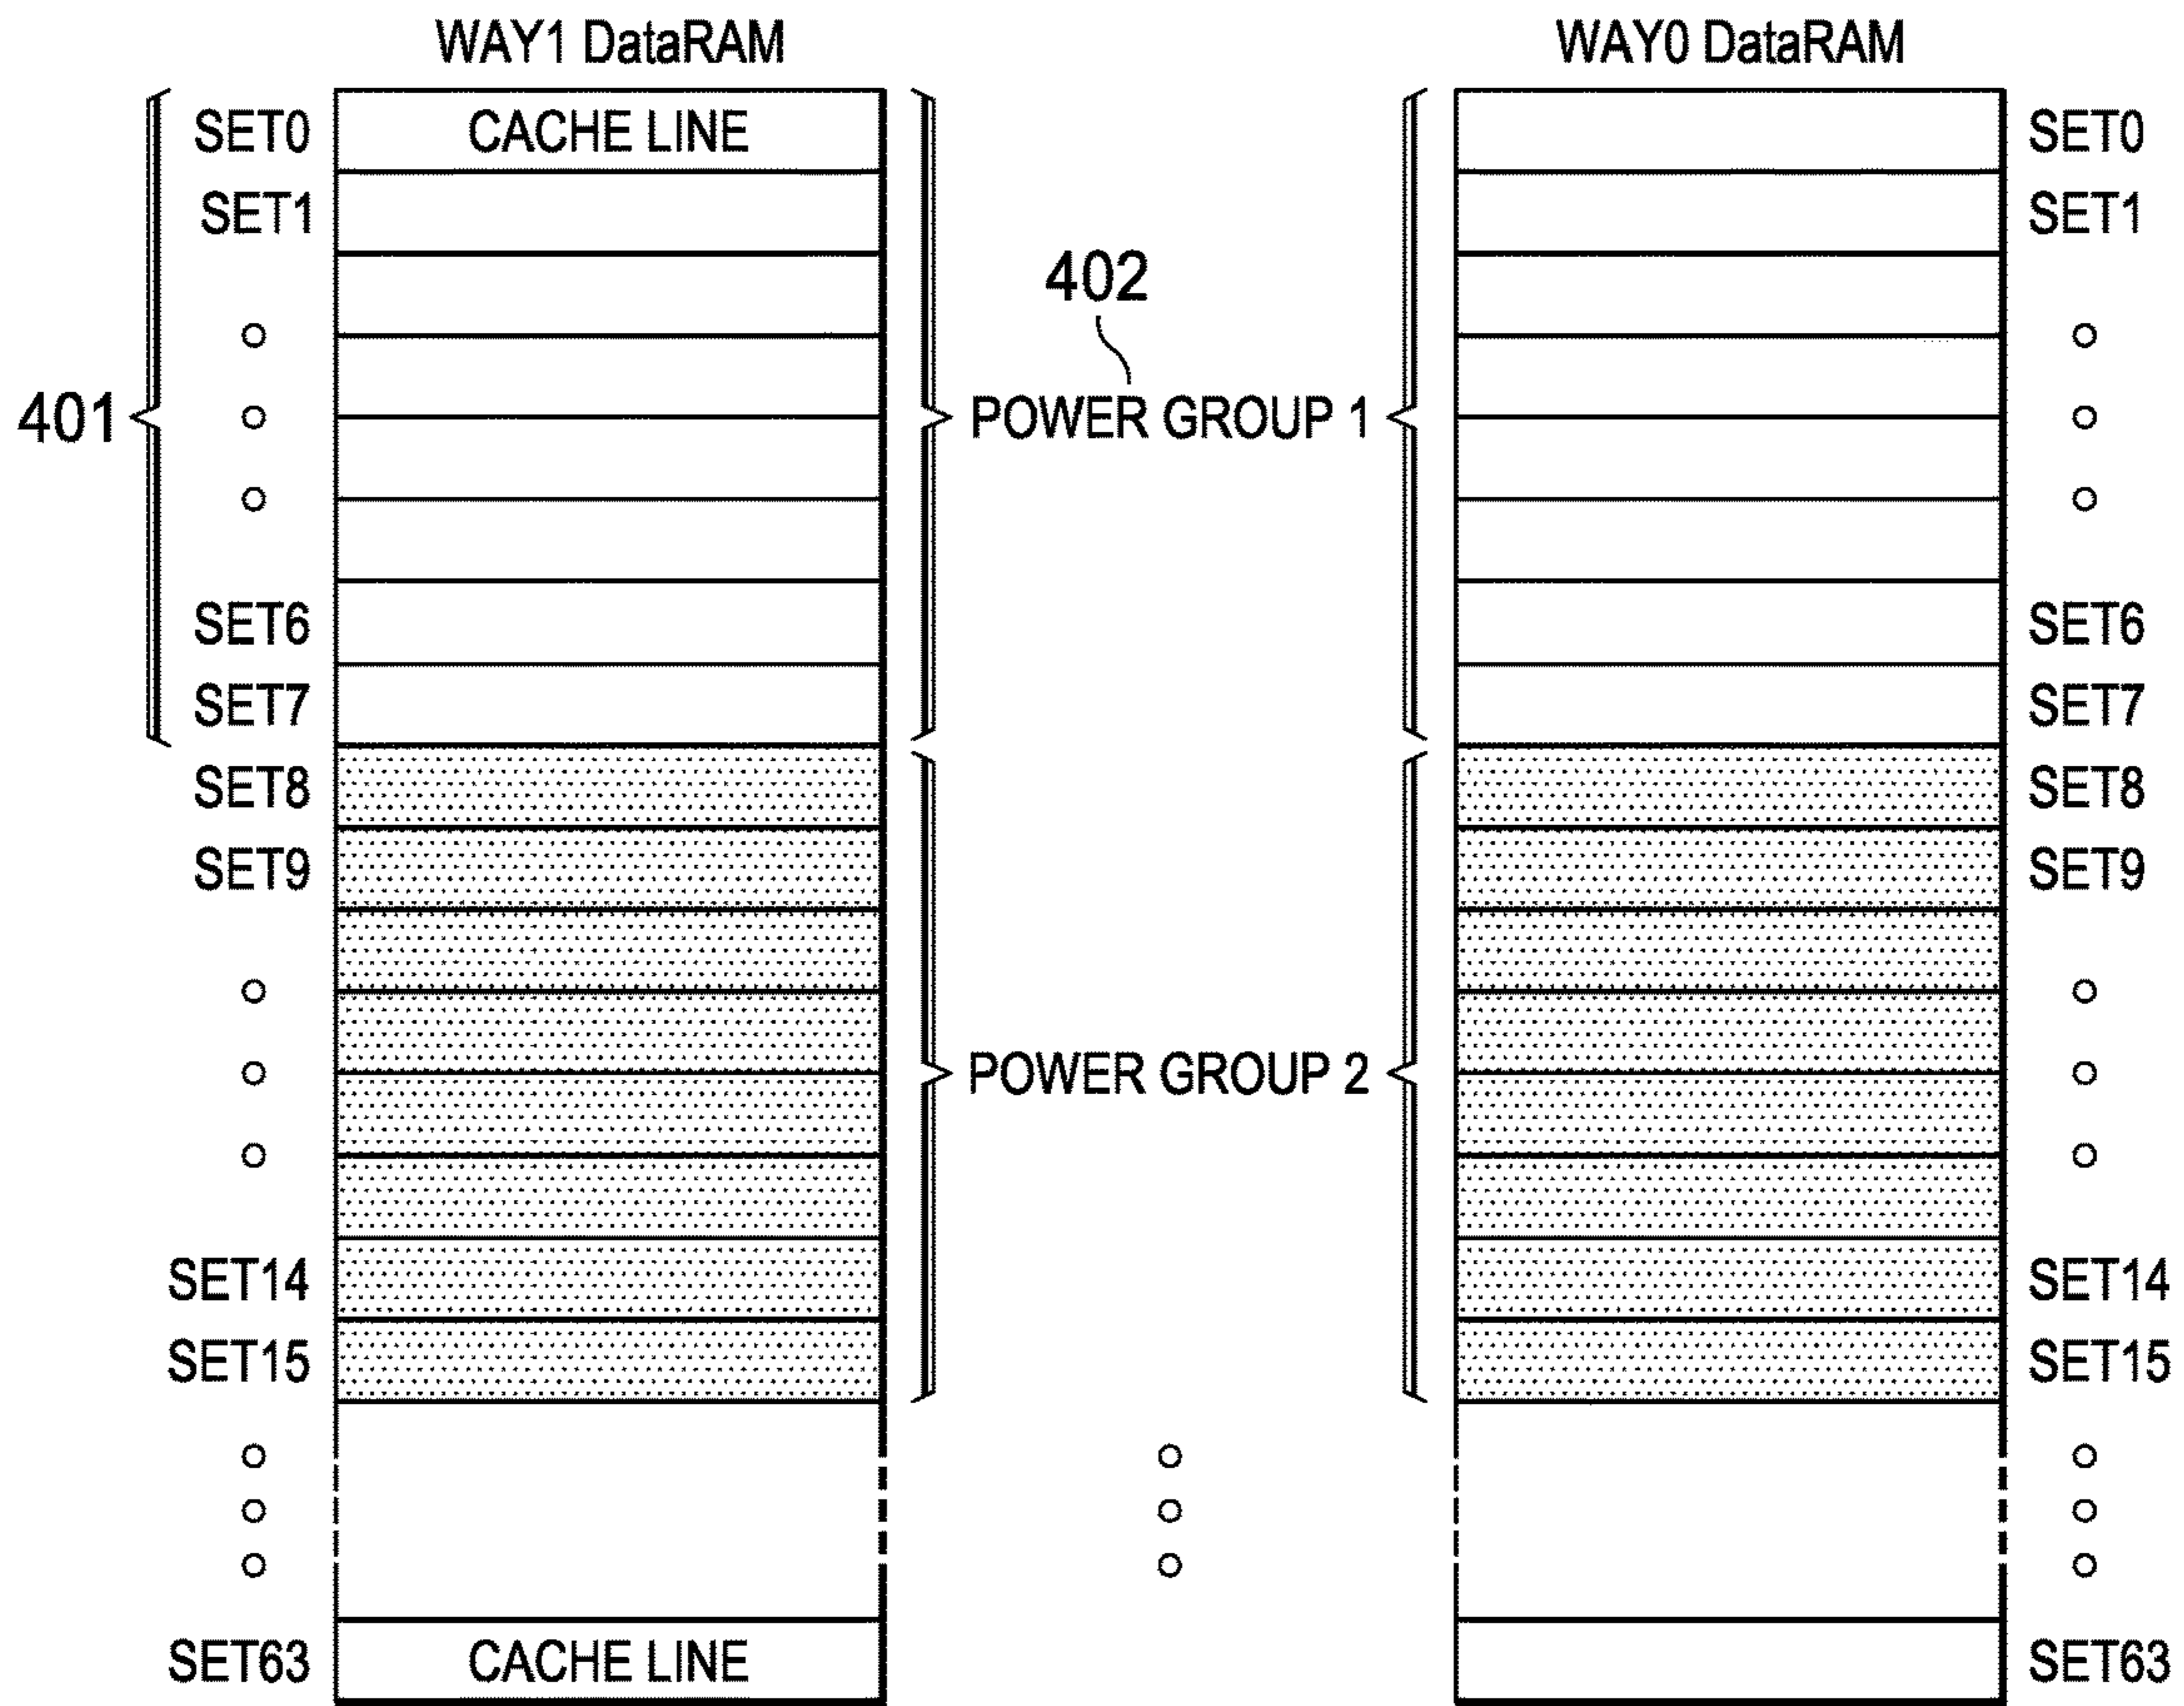 WAY1 DataRAM WAY0 DataRAM
SET0 CACHE LINE SET0
SET1 SET1
402
401 POWER GROUP 1
SET6 SET6
SET7 SET7
SET8 SET8
SET9 SET9
POWER GROUP 2
SET14 SET14
SET15 SET15
SET63 CACHE LINE SET63